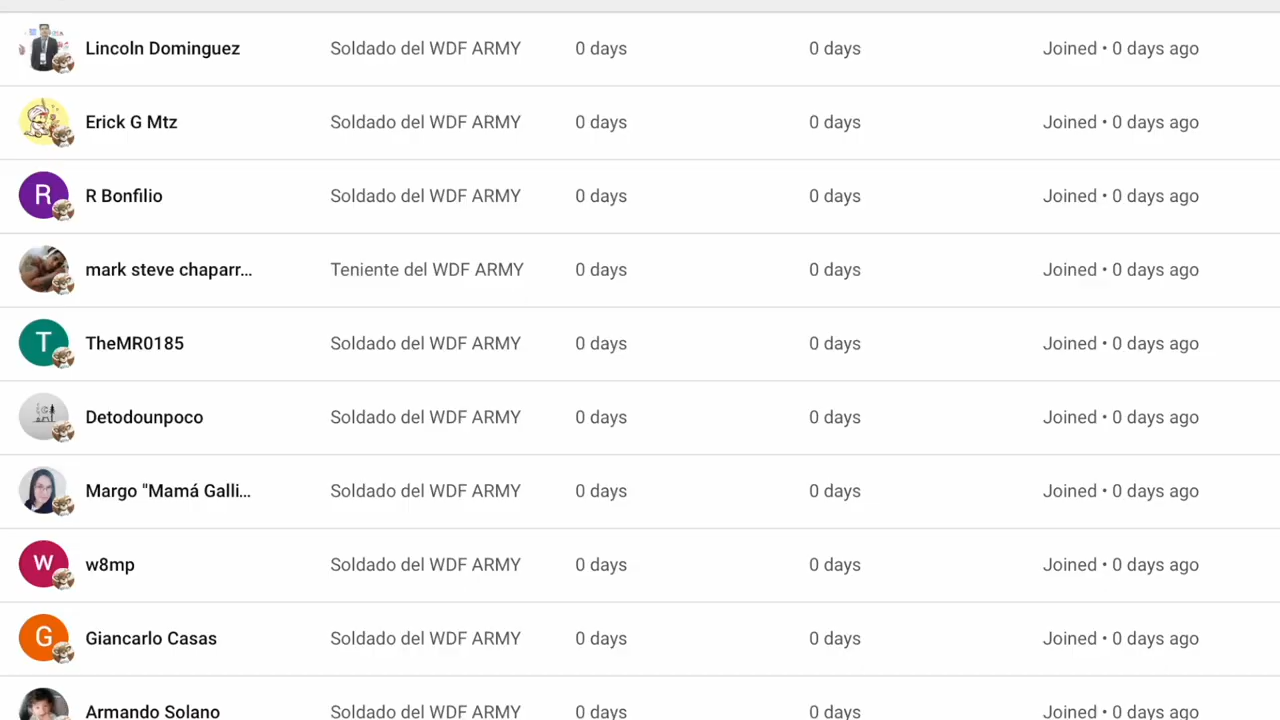 Lincoln Dominguez Soldado del WDF ARMY 0 days 0 days Joined • 0 days ago
Erick G Mtz Soldado del WDF ARMY 0 days 0 days Joined • 0 days ago
R R Bonfilio Soldado del WDF ARMY 0 days 0 days Joined • 0 days ago
mark steve chaparr... Teniente del WDF ARMY 0 days 0 days Joined • 0 days ago
T TheMR0185 Soldado del WDF ARMY 0 days 0 days Joined • 0 days ago
Detodounpoco Soldado del WDF ARMY 0 days 0 days Joined • 0 days ago
Margo "Mamá Galli... Soldado del WDF ARMY 0 days 0 days Joined • 0 days ago
w w8mp Soldado del WDF ARMY 0 days 0 days Joined • 0 days ago
G Giancarlo Casas Soldado del WDF ARMY 0 days 0 days Joined • 0 days ago
Armando Solano Soldado del WDF ARMY 0 days 0 days Joined • 0 days ago